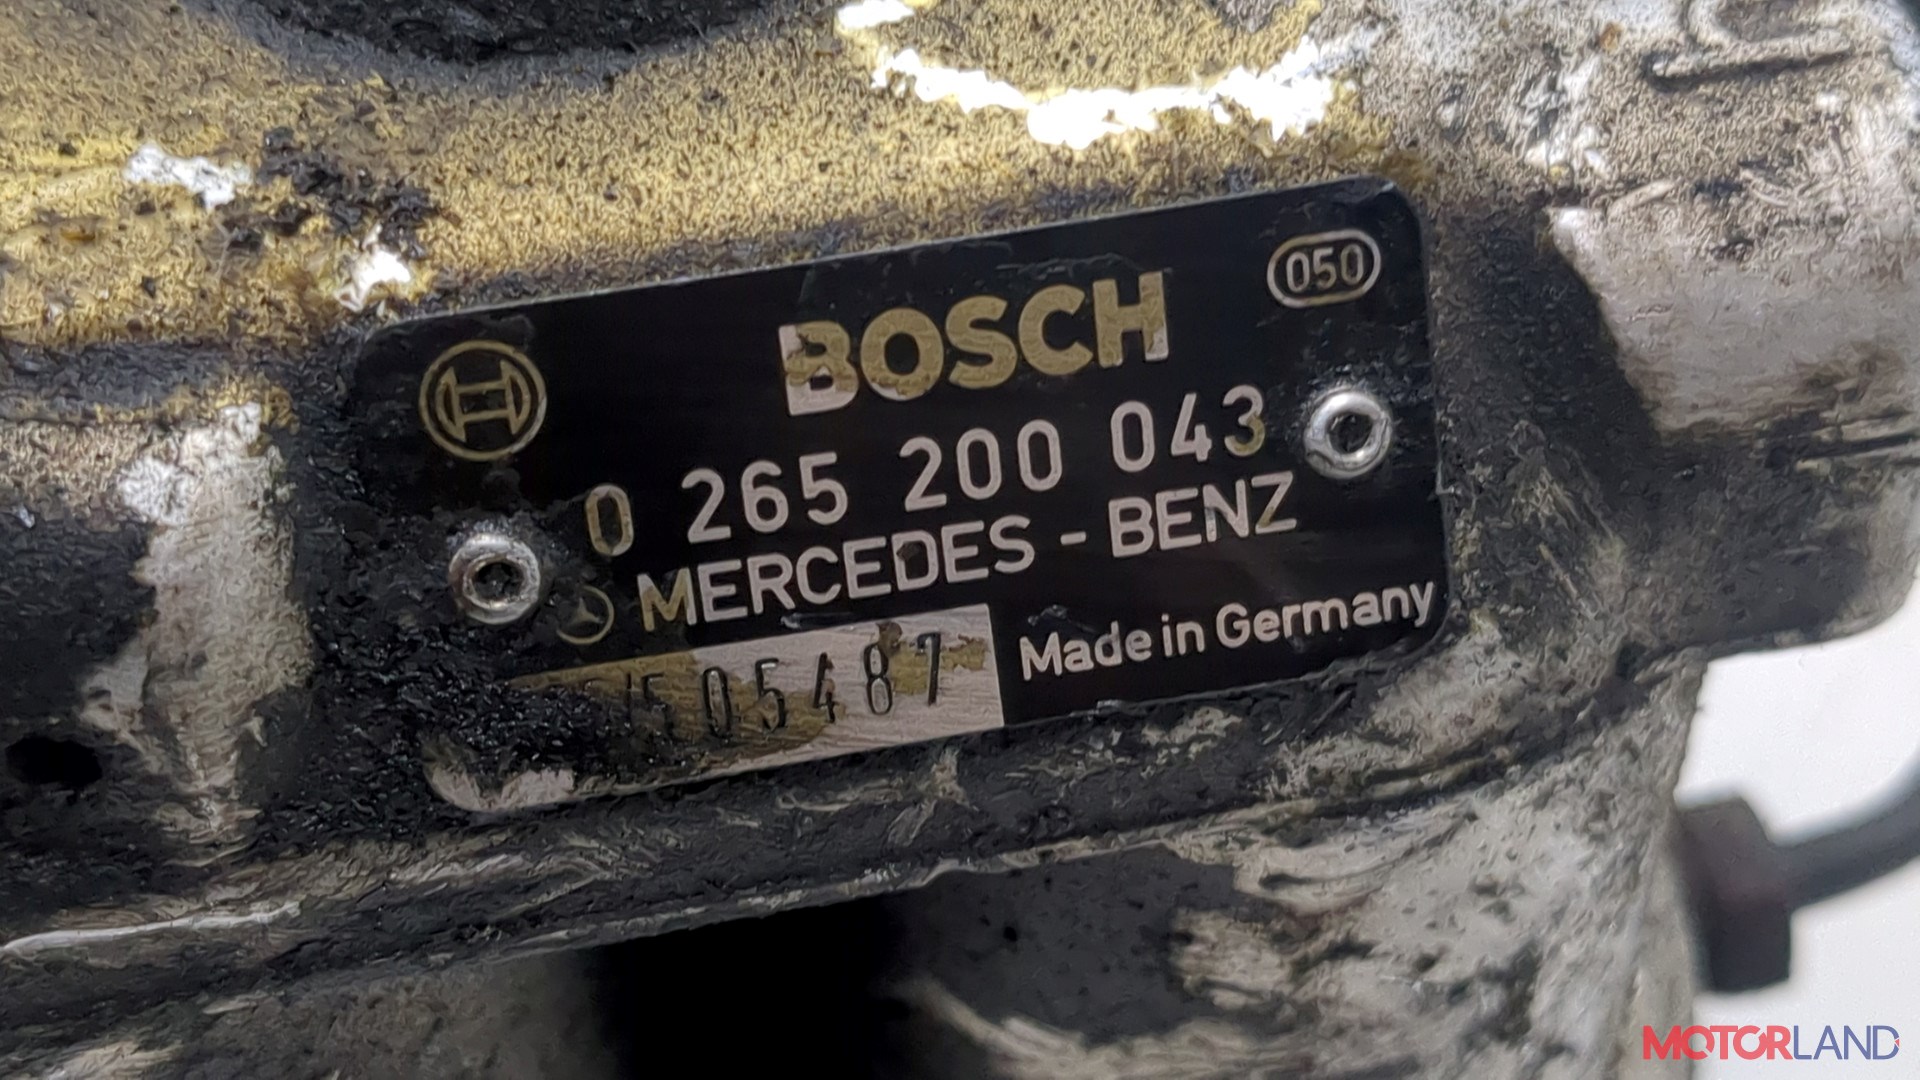 050
BOSCH
0 265 200 043
MERCEDES - BENZ
Made in Germany
505487
MOTORLAND